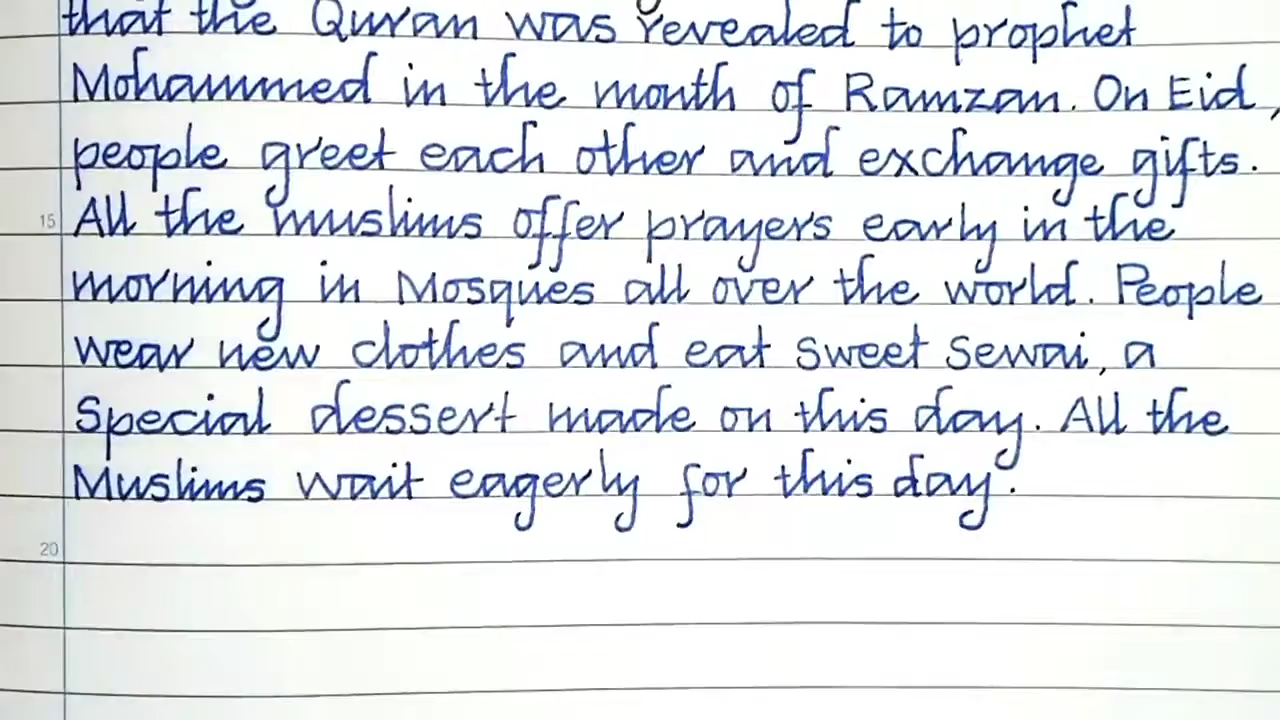 that the Quran was revealed to prophet
Mohammed in the month of Ramzan. On Eid,
people greet each other and exchange gifts.
15 All the muslims offer prayers early in the
morning in Mosques all over the world. People
wear new clothes and eat sweet sewai, a
Special dessert made on this day. All the
Muslims wait eagerly for this day.
20